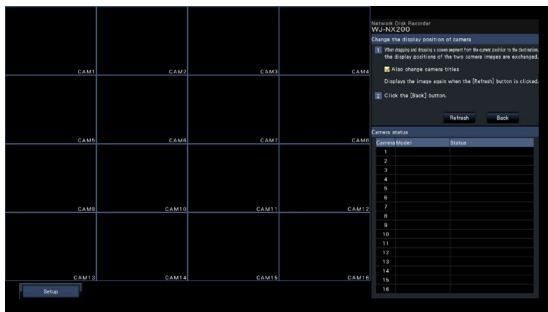 CAM1
CAM2
CAM3
CAM4
CAM5
CAM6
CAM7
CAM8
CAM9
CAM10
CAM11
CAM12
CAM13
CAM14
CAM15
CAM16
Setup
Network Disk Recorder
WJ-NX200
Change the display position of camera
1 When dragging and dropping a screen segment from the current position to the destination,
the display positions of the two camera images are exchanged.
Also change camera titles
Displays the image again when the [Refresh] button is clicked.
2 Click the [Back] button.
Refresh Back
Camera status
Camera Model Status
1
2
3
4
5
6
7
8
9
10
11
12
13
14
15
16